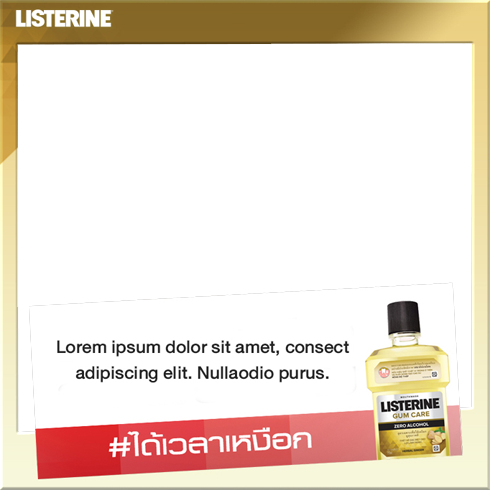 LISTERINE
Lorem ipsum dolor sit amet, consect
adipiscing elit. Nullaodio purus.
LISTERINE
GUM CARE
ZERO ALCOHOL
#ได้เวลาเหงือก